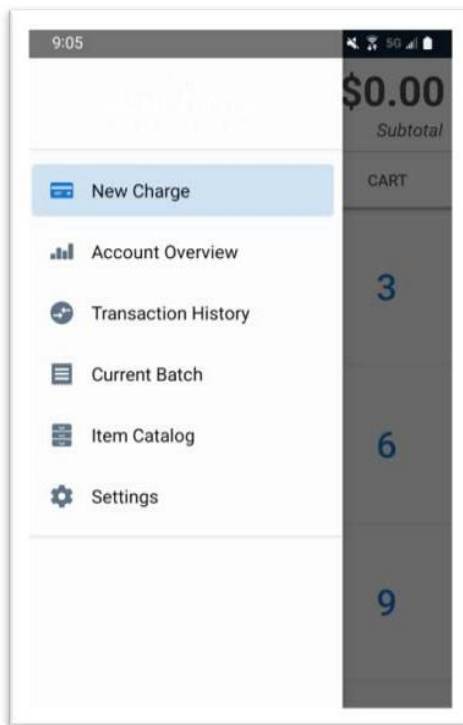 9:05
5G
$0.00
Subtotal
CART
New Charge
3
Account Overview
Transaction History
Current Batch
6
Item Catalog
Settings
9